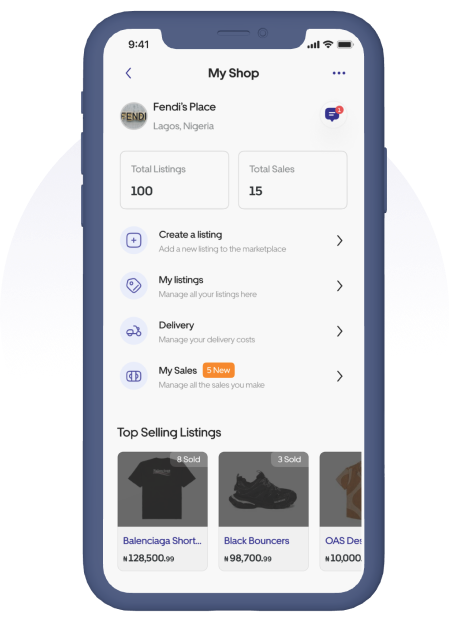 9:41
My Shop
FENDI
Fendi's Place
Lagos, Nigeria
1
Total Listings
100
Total Sales
15
Create a listing
Add a new listing to the marketplace
My listings
Manage all your listings here
Delivery
Manage your delivery costs
My Sales 5 New
Manage all the sales you make
Top Selling Listings
8 Sold
3 Sold
Balenciaga Short...
₦128,500.99
Black Bouncers
₦98,700.99
OAS Des
₦10,000.